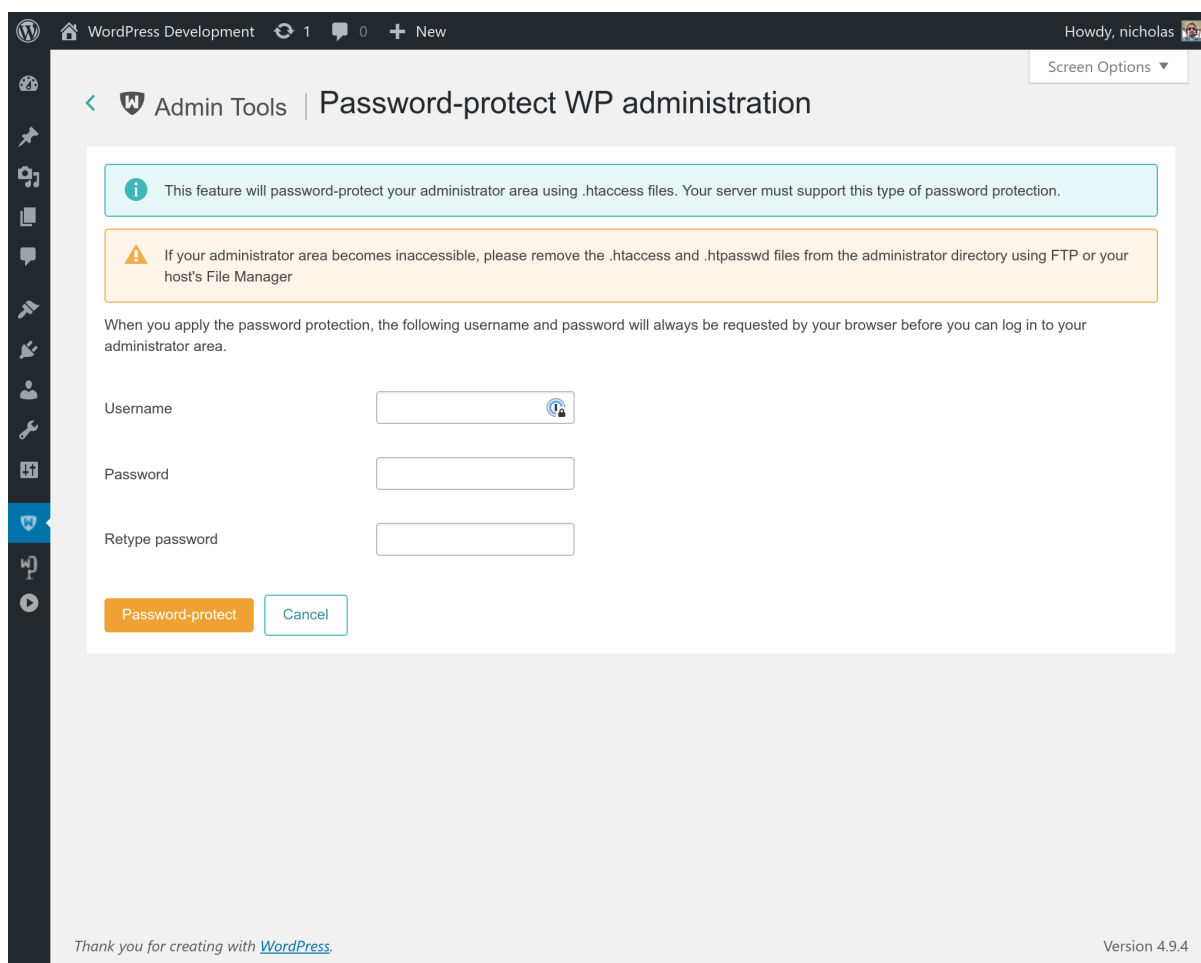 WordPress Development 1 0 New Howdy, nicholas
Screen Options ▼
Admin Tools | Password-protect WP administration
This feature will password-protect your administrator area using .htaccess files. Your server must support this type of password protection.
If your administrator area becomes inaccessible, please remove the .htaccess and .htpasswd files from the administrator directory using FTP or your
host's File Manager
When you apply the password protection, the following username and password will always be requested by your browser before you can log in to your
administrator area.
Username
Password
Retype password
Password-protect Cancel
Thank you for creating with WordPress. Version 4.9.4